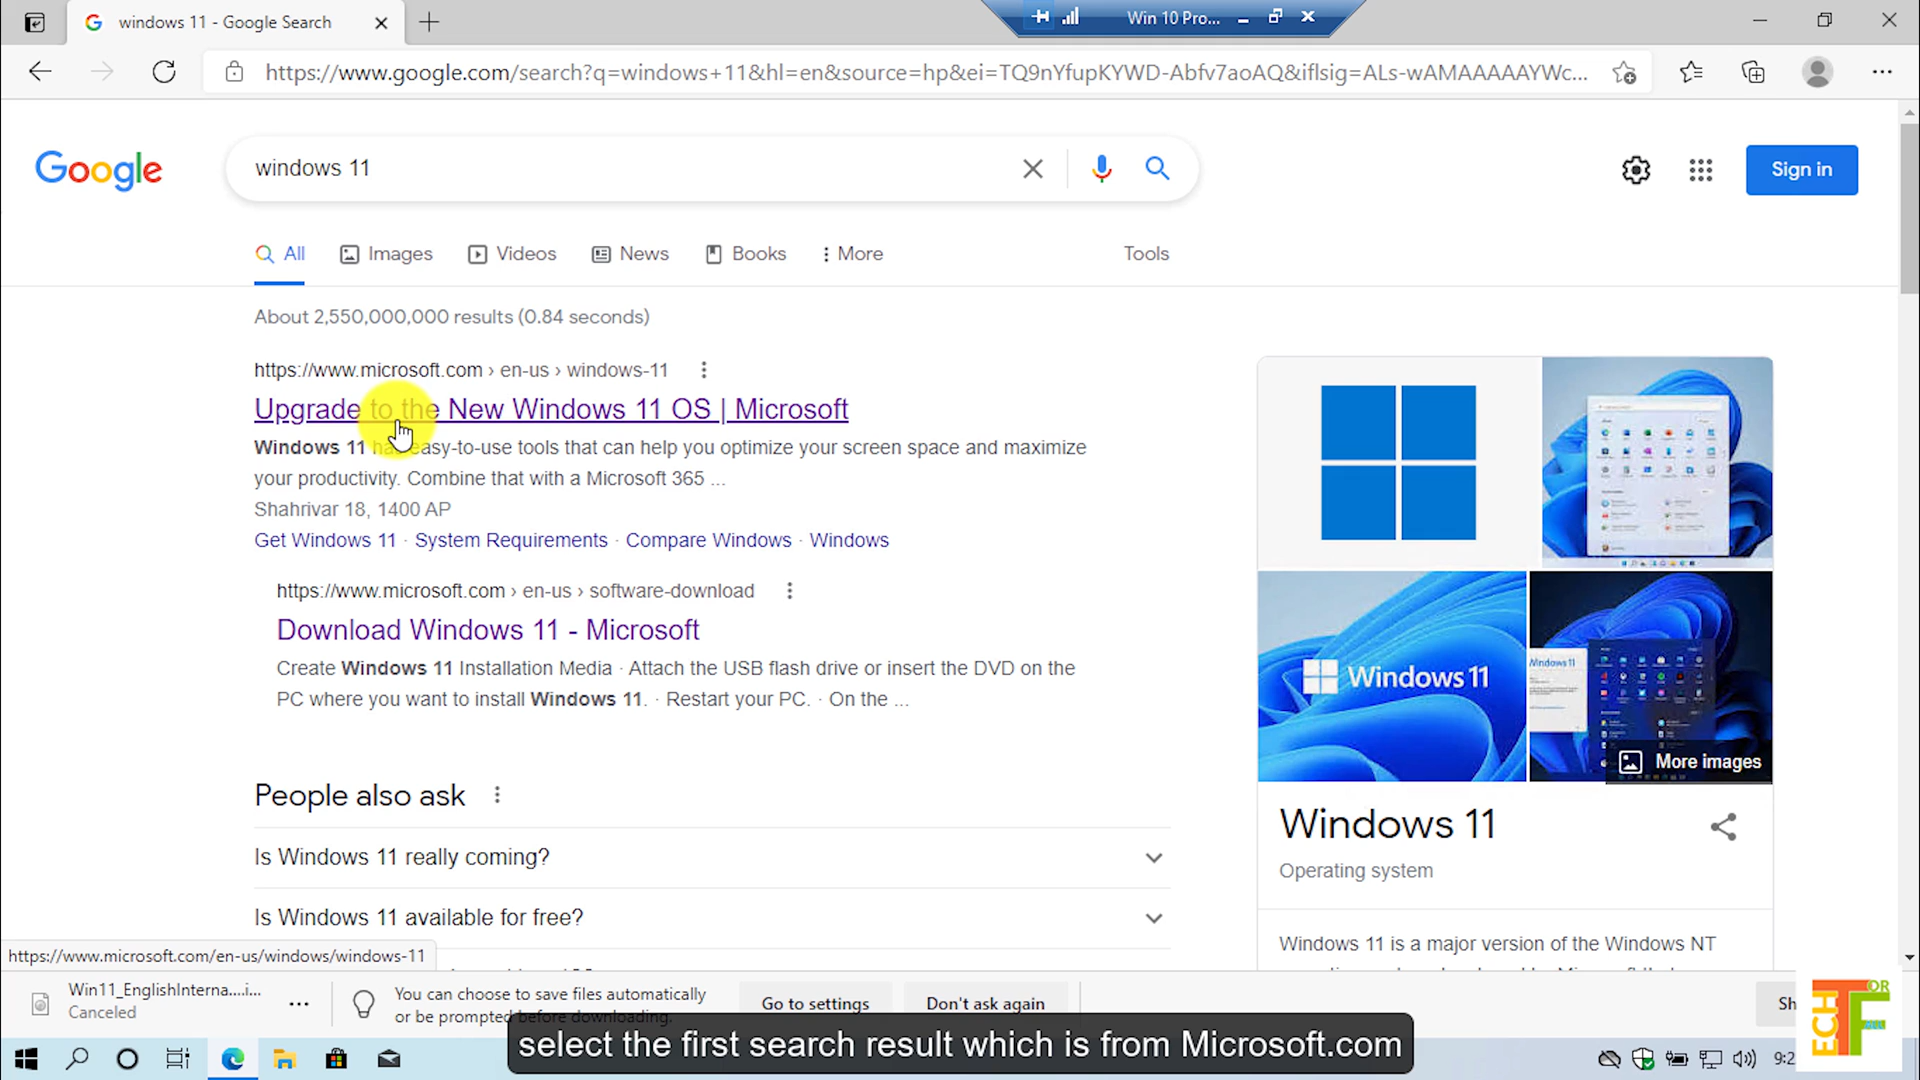 windows 11 - Google Search
Win 10 Pro...
https://www.google.com/search?q=windows+11&hl=en&source=hp&ei=TQ9nYfupKYWD-Abfv7aoAQ&iflsig=ALs-wAMAAAAAYWc...
Google
windows 11
Sign in
All Images Videos News Books More Tools
About 2,550,000,000 results (0.84 seconds)
https://www.microsoft.com › en-us › windows-11
Upgrade to the New Windows 11 OS | Microsoft
Windows 11 has easy-to-use tools that can help you optimize your screen space and maximize
your productivity. Combine that with a Microsoft 365 ...
Shahrivar 18, 1400 AP
Get Windows 11 · System Requirements · Compare Windows · Windows
https://www.microsoft.com › en-us › software-download
Download Windows 11 - Microsoft
Create Windows 11 Installation Media · Attach the USB flash drive or insert the DVD on the
PC where you want to install Windows 11. · Restart your PC. · On the ...
People also ask
Is Windows 11 really coming?
Is Windows 11 available for free?
Windows 11
More images
Windows 11
Operating system
Windows 11 is a major version of the Windows NT
https://www.microsoft.com/en-us/windows/windows-11
Win11_EnglishInterna....i...
Canceled
You can choose to save files automatically
or be prompted before downloading.
Go to settings
Don't ask again
Sh
select the first search result which is from Microsoft.com
9:2
ECH
T
F
OR